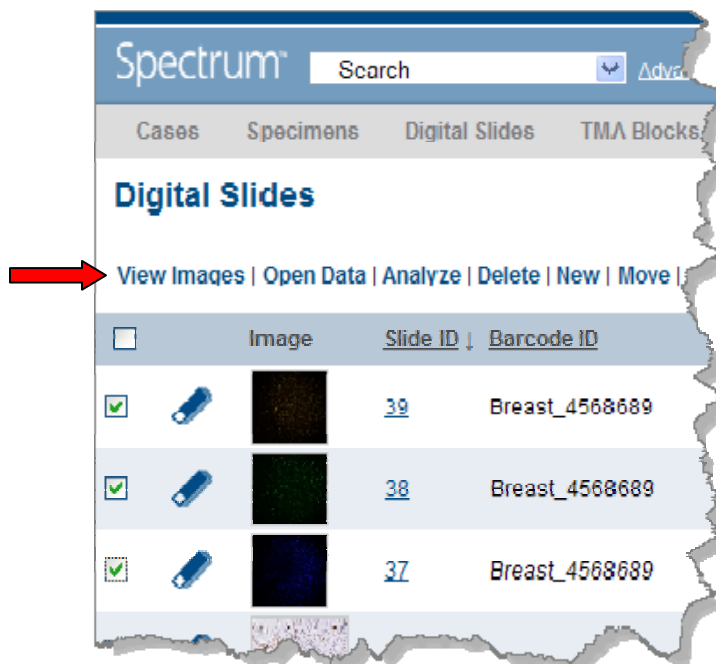 Spectrum™ Search
Cases Specimens Digital Slides TMA Blocks
Digital Slides
View Images | Open Data | Analyze | Delete | New | Move |
Image Slide ID ↓ Barcode ID
39 Breast_4568689
38 Breast_4568689
37 Breast_4568689